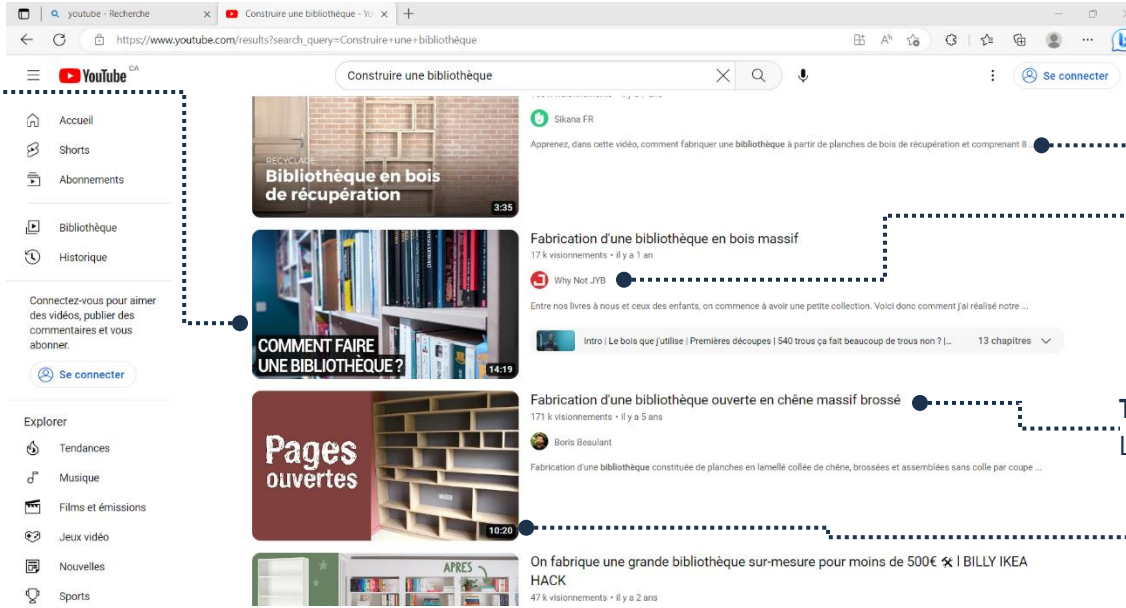 youtube - Recherche
Construire une bibliothèque - Yo
https://www.youtube.com/results?search_query=Construire+une+bibliothèque
YouTube CA
Construire une bibliothèque
Se connecter
Accueil
Shorts
Abonnements
Bibliothèque
Historique
Connectez-vous pour aimer
des vidéos, publier des
commentaires et vous
abonner.
Se connecter
Explorer
Tendances
Musique
Films et émissions
Jeux vidéo
Nouvelles
Sports
RECYCLAGE
Bibliothèque en bois
de récupération
3:35
Sikana FR
Apprenez, dans cette vidéo, comment fabriquer une bibliothèque à partir de planches de bois de récupération et comprenant 8 ...
COMMENT FAIRE
UNE BIBLIOTHÈQUE ?
14:19
Fabrication d'une bibliothèque en bois massif
17 k visionnements • il y a 1 an
Why Not JYB
Entre nos livres à nous et ceux des enfants, on commence à avoir une petite collection. Voici donc comment j'ai réalisé notre ...
Intro | Le bois que j'utilise | Premières découpes | 540 trous ça fait beaucoup de trous non ? |... 13 chapitres
Pages
ouvertes
10:20
Fabrication d'une bibliothèque ouverte en chêne massif brossé
171 k visionnements • il y a 5 ans
Boris Beaulant
Fabrication d'une bibliothèque constituée de planches en lamellé collée de chêne, brossées et assemblées sans colle par coupe ...
T
L
APRES
On fabrique une grande bibliothèque sur-mesure pour moins de 500€ 🛠 | BILLY IKEA
HACK
47 k visionnements • il y a 2 ans